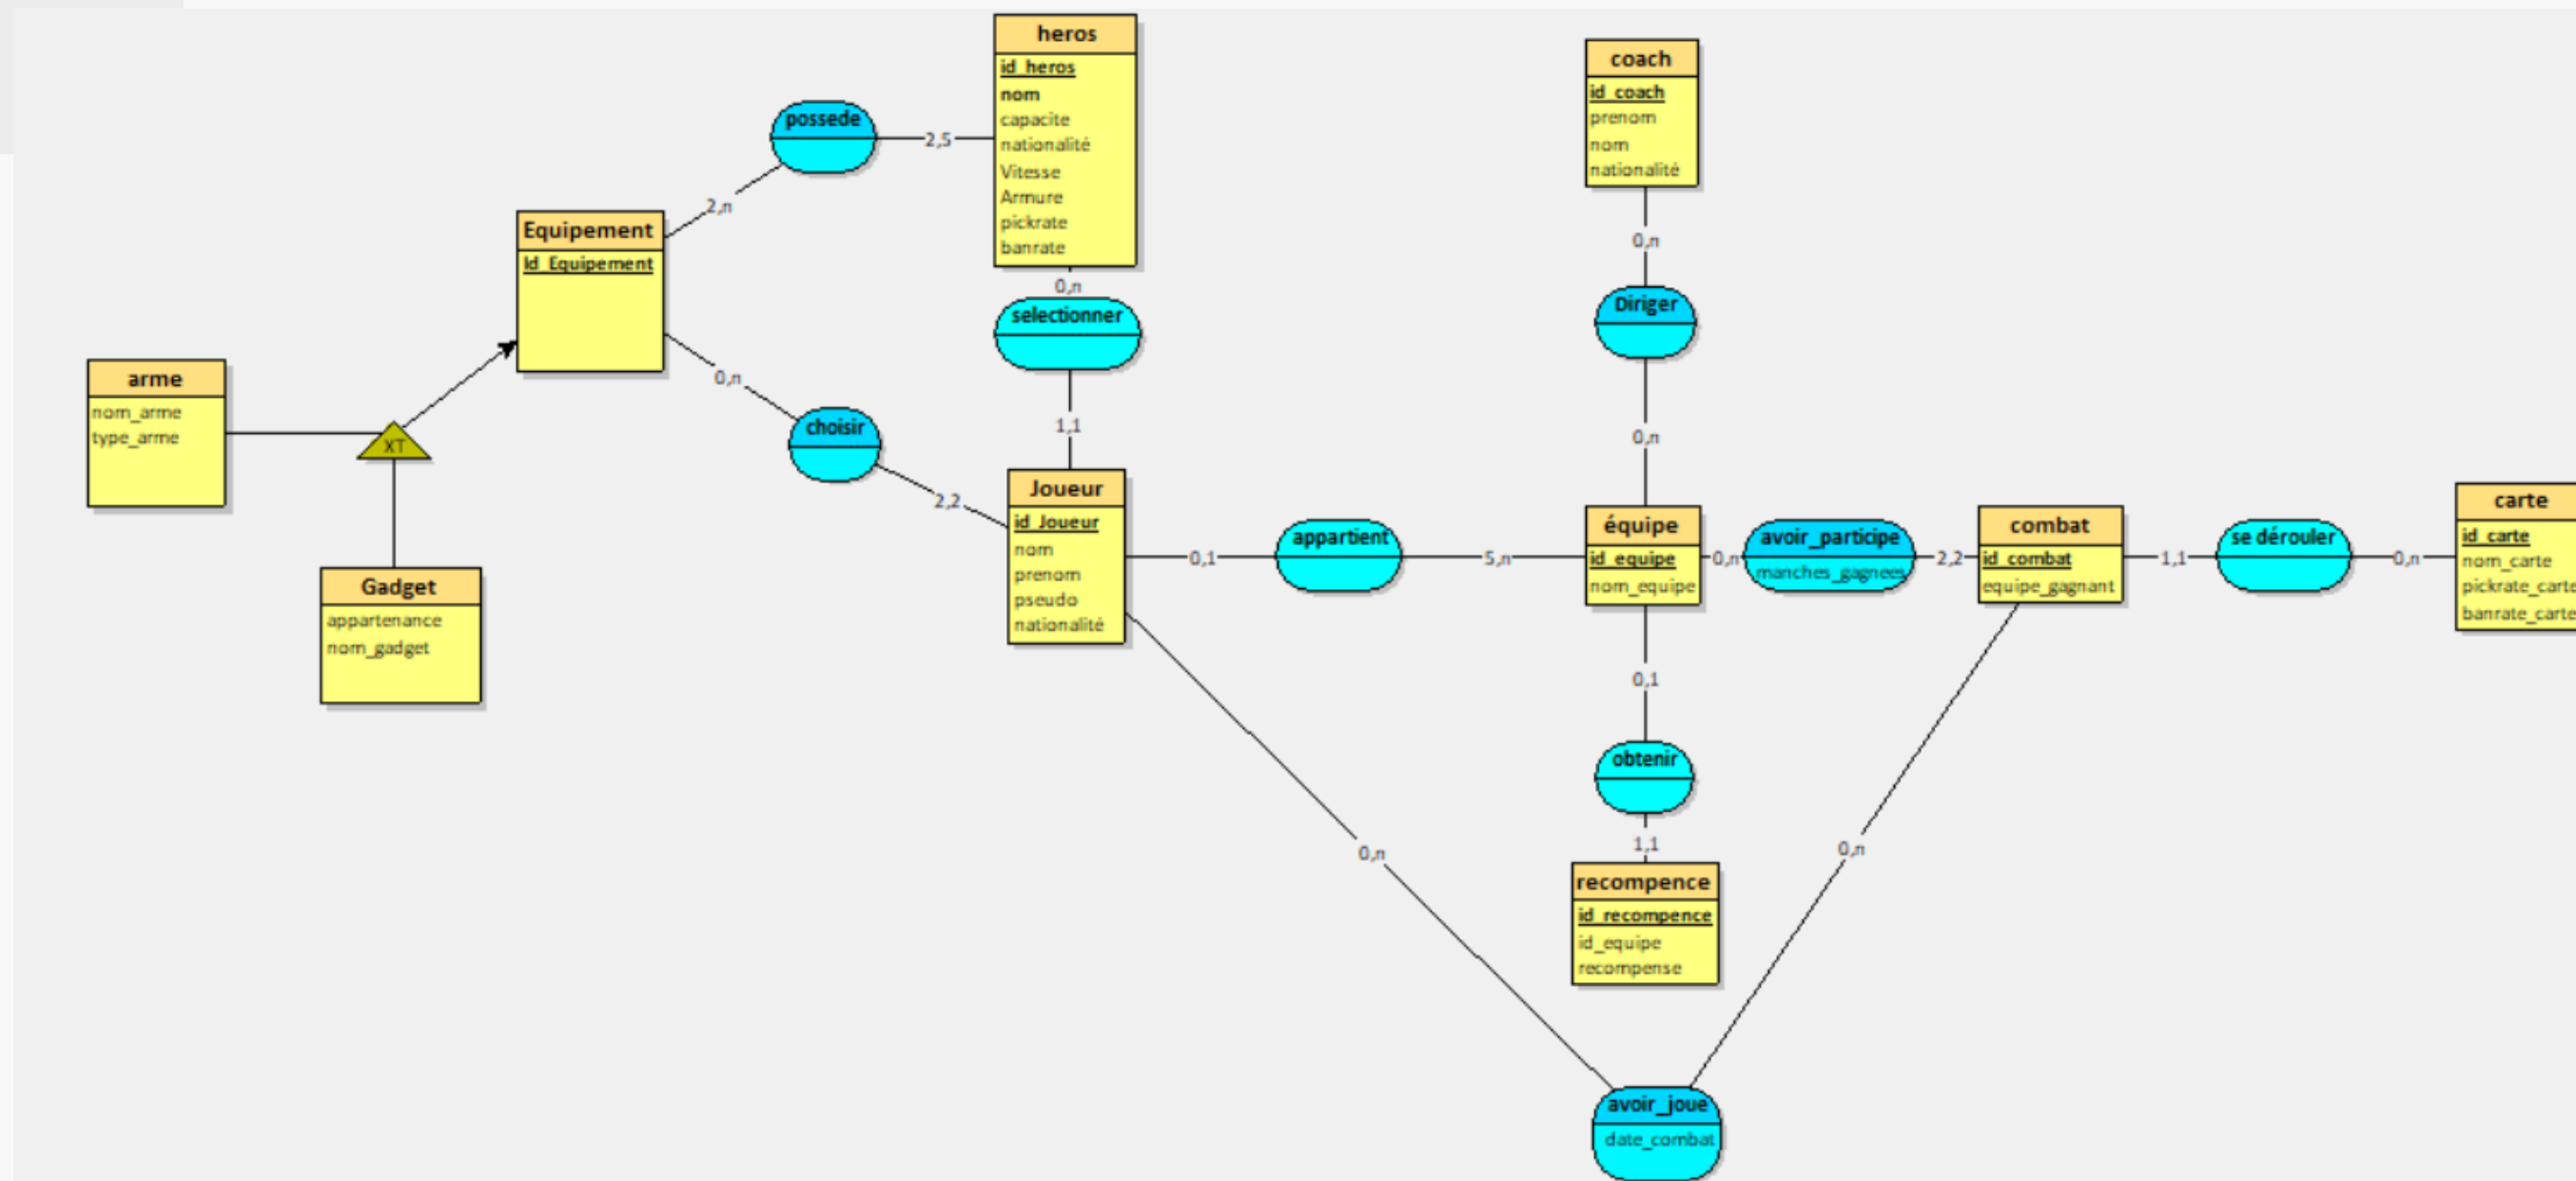 heros
id_heros
nom
capacite
nationalité
Vitesse
Armure
pickrate
banrate
coach
id_coach
prenom
nom
nationalité
possede
2,5
2,n
Equipement
Id_Equipement
0,n
selectionner
1,1
0,n
Diriger
0,n
arme
nom_arme
type_arme
XT
0,n
choisir
2,2
Gadget
appartenance
nom_gadget
Joueur
id_Joueur
nom
prenom
pseudo
nationalité
0,1
appartient
5,n
équipe
id_equipe
nom_equipe
0,n
avoir_participe
manches_gagnees
2,2
combat
id_combat
equipe_gagnant
1,1
se dérouler
0,n
carte
id_carte
nom_carte
pickrate_carte
banrate_carte
0,1
obtenir
1,1
recompence
id_recompence
id_equipe
recompense
0,n
0,n
avoir_joue
date_combat